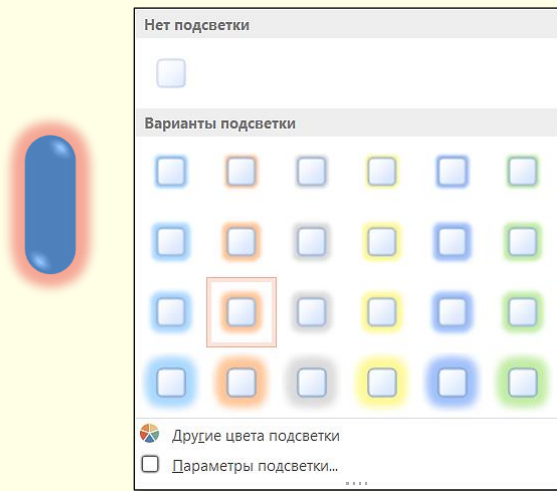 Нет подсветки
Варианты подсветки
Другие цвета подсветки
Параметры подсветки...